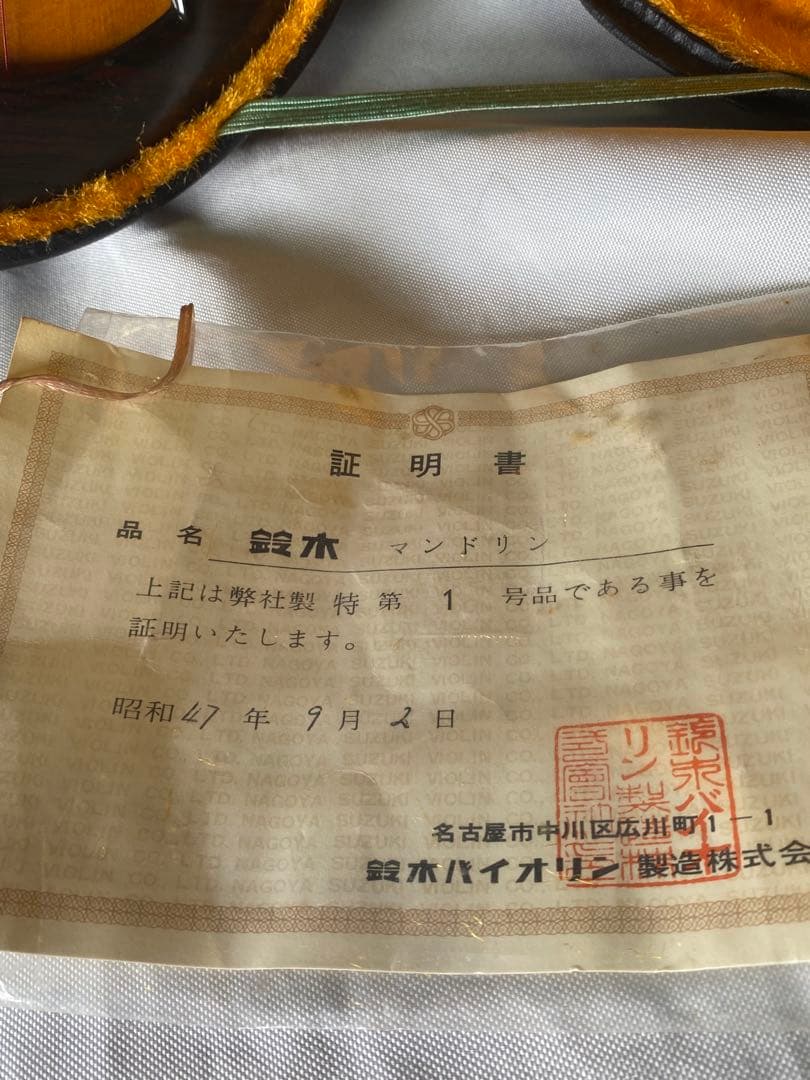 証明書
品名 鈴木 マンドリン
上記は弊社製 特 第 1 号品である事を
証明いたします。
昭和47年9月2日
名古屋市中川区広川町1-1
鈴木バイオリン製造株式会